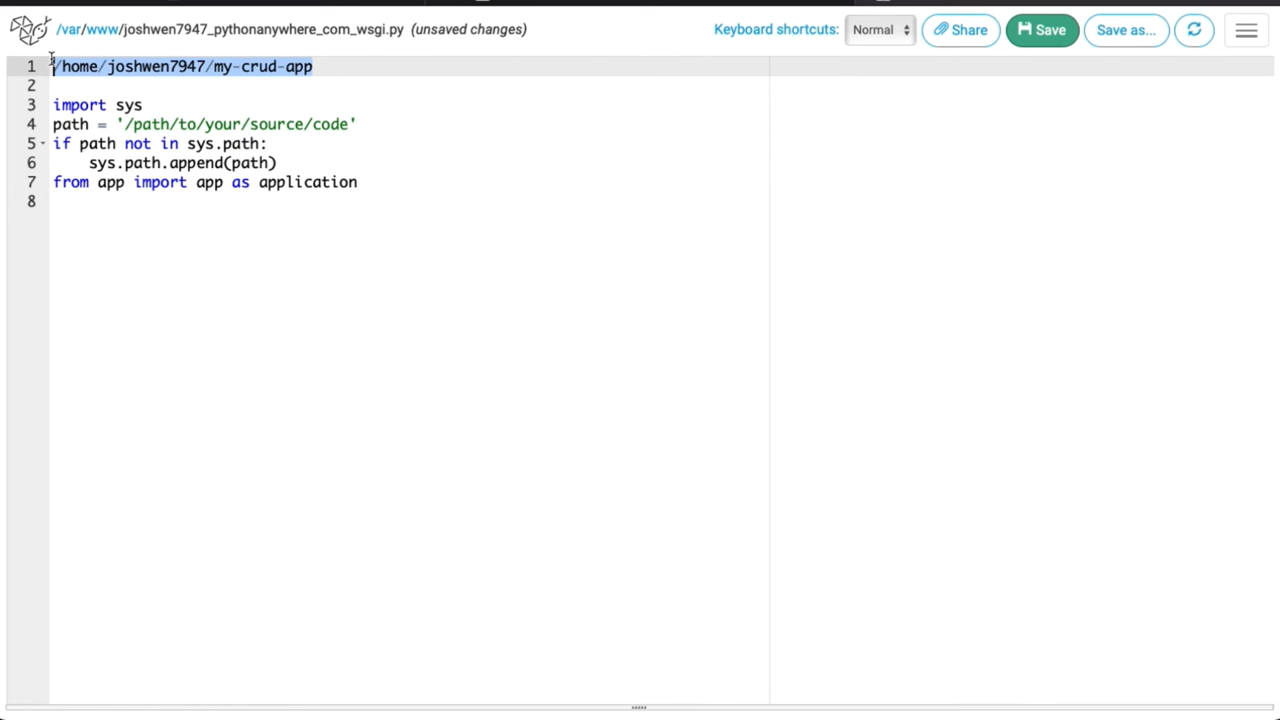 /var/www/joshwen7947_pythonanywhere_com_wsgi.py (unsaved changes) Keyboard shortcuts: Normal Share Save Save as...
1 /home/joshwen7947/my-crud-app
2
3 import sys
4 path = '/path/to/your/source/code'
5 if path not in sys.path:
6     sys.path.append(path)
7 from app import app as application
8